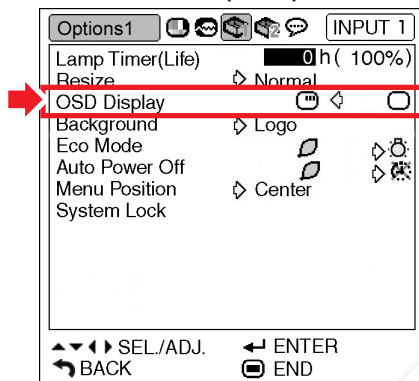 Options1 INPUT 1
Lamp Timer(Life) 0 h ( 100%)
Resize Normal
OSD Display
Background Logo
Eco Mode
Auto Power Off
Menu Position Center
System Lock
SEL./ADJ. ENTER
BACK END